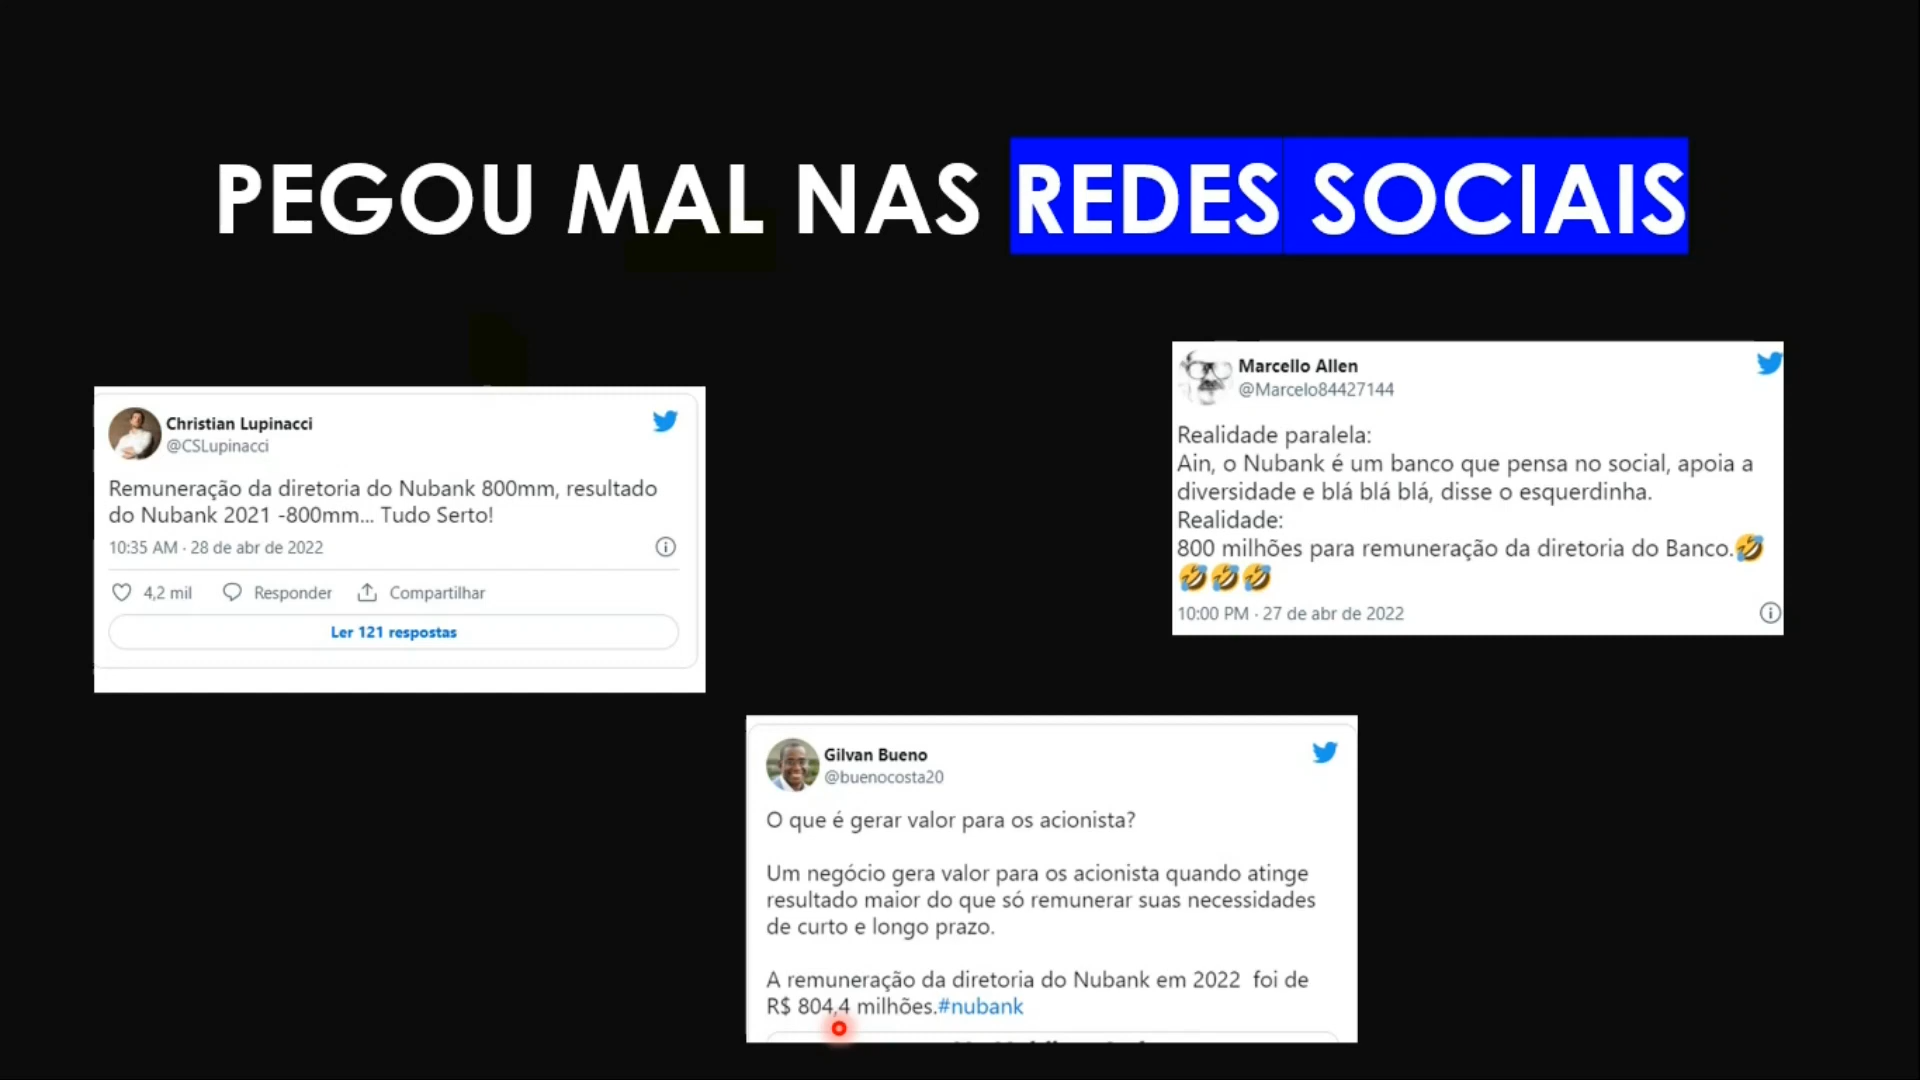 PEGOU MAL NAS REDES SOCIAIS
Christian Lupinacci
@CSLupinacci
Remuneração da diretoria do Nubank 800mm, resultado
do Nubank 2021 -800mm... Tudo Serto!
10:35 AM · 28 de abr de 2022
4,2 mil Responder Compartilhar
Ler 121 respostas
Marcello Allen
@Marcelo84427144
Realidade paralela:
Ain, o Nubank é um banco que pensa no social, apoia a
diversidade e blá blá blá, disse o esquerdinha.
Realidade:
800 milhões para remuneração da diretoria do Banco.🤣
🤣🤣🤣
10:00 PM · 27 de abr de 2022
Gilvan Bueno
@buenocosta20
O que é gerar valor para os acionista?
Um negócio gera valor para os acionista quando atinge
resultado maior do que só remunerar suas necessidades
de curto e longo prazo.
A remuneração da diretoria do Nubank em 2022 foi de
R$ 804,4 milhões.#nubank